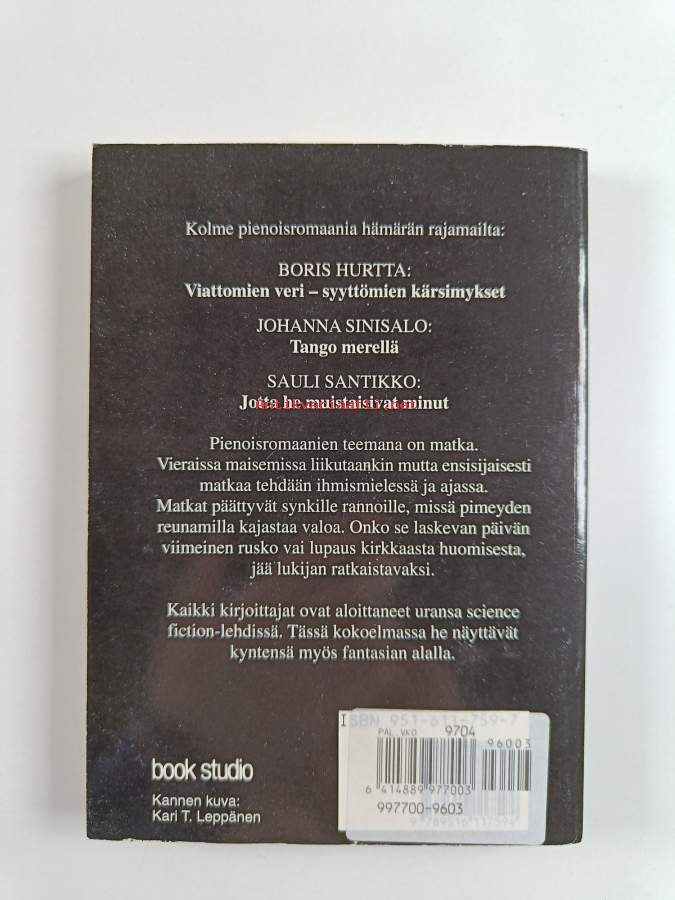 Kolme pienoisromaania hämärän rajamailta:
BORIS HURTTA:
Viattomien veri – syyttömien kärsimykset
JOHANNA SINISALO:
Tango merellä
SAULI SANTIKKO:
Jotta he muistaisivat minut
Pienoisromaanien teemana on matka.
Vieraissa maisemissa liikutaankin mutta ensisijaisesti
matkaa tehdään ihmismielessä ja ajassa.
Matkat päättyvät synkille rannoille, missä pimeyden
reunamilla kajastaa valoa. Onko se laskevan päivän
viimeinen rusko vai lupaus kirkkaasta huomisesta,
jää lukijan ratkaistavaksi.
Kaikki kirjoittajat ovat aloittaneet uransa science
fiction-lehdissä. Tässä kokoelmassa he näyttävät
kyntensä myös fantasian alalla.
ISBN 951-611-759-7
PAL.VKO 9704
96003
6 414889 977003
997700-9603
9 789516 117594
book studio
Kannen kuva:
Kari T. Leppänen